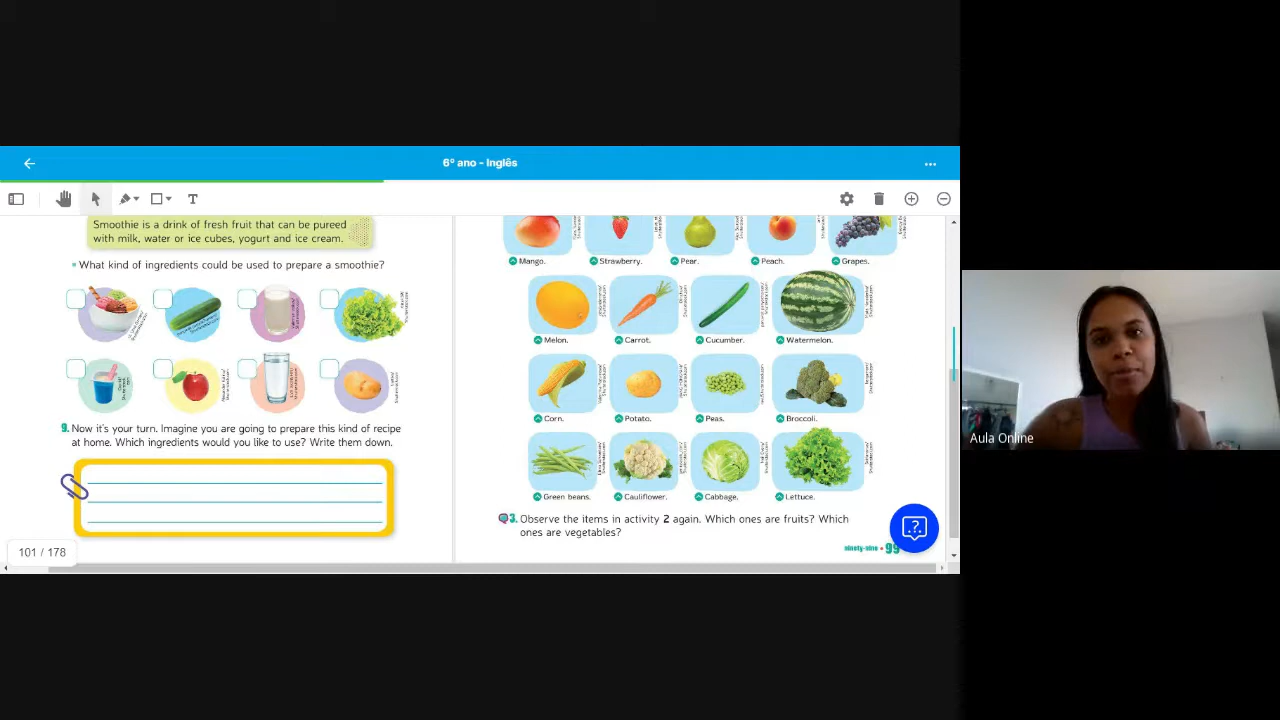 6º ano - Inglês
T
Smoothie is a drink of fresh fruit that can be pureed
with milk, water or ice cubes, yogurt and ice cream.
What kind of ingredients could be used to prepare a smoothie?
9. Now it's your turn. Imagine you are going to prepare this kind of recipe
at home. Which ingredients would you like to use? Write them down.
101 / 178
Mango. Strawberry. Pear. Peach. Grapes.
Melon. Carrot. Cucumber. Watermelon.
Corn. Potato. Peas. Broccoli.
Green beans. Cauliflower. Cabbage. Lettuce.
3. Observe the items in activity 2 again. Which ones are fruits? Which
ones are vegetables?
ninety-nine • 99
?
Aula Online